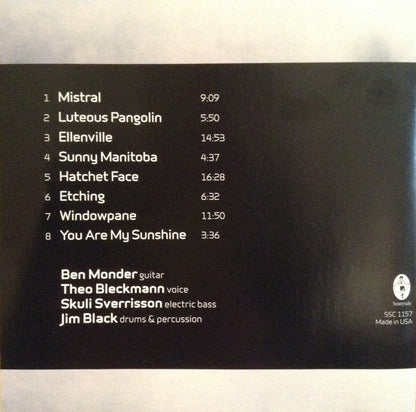 1 Mistral 9:09
2 Luteous Pangolin 5:50
3 Ellenville 14:53
4 Sunny Manitoba 4:37
5 Hatchet Face 16:28
6 Etching 6:32
7 Windowpane 11:50
8 You Are My Sunshine 3:36
Ben Monder guitar
Theo Bleckmann voice
Skuli Sverrisson electric bass
Jim Black drums & percussion
Sunnyside
SSC 1157
Made in USA